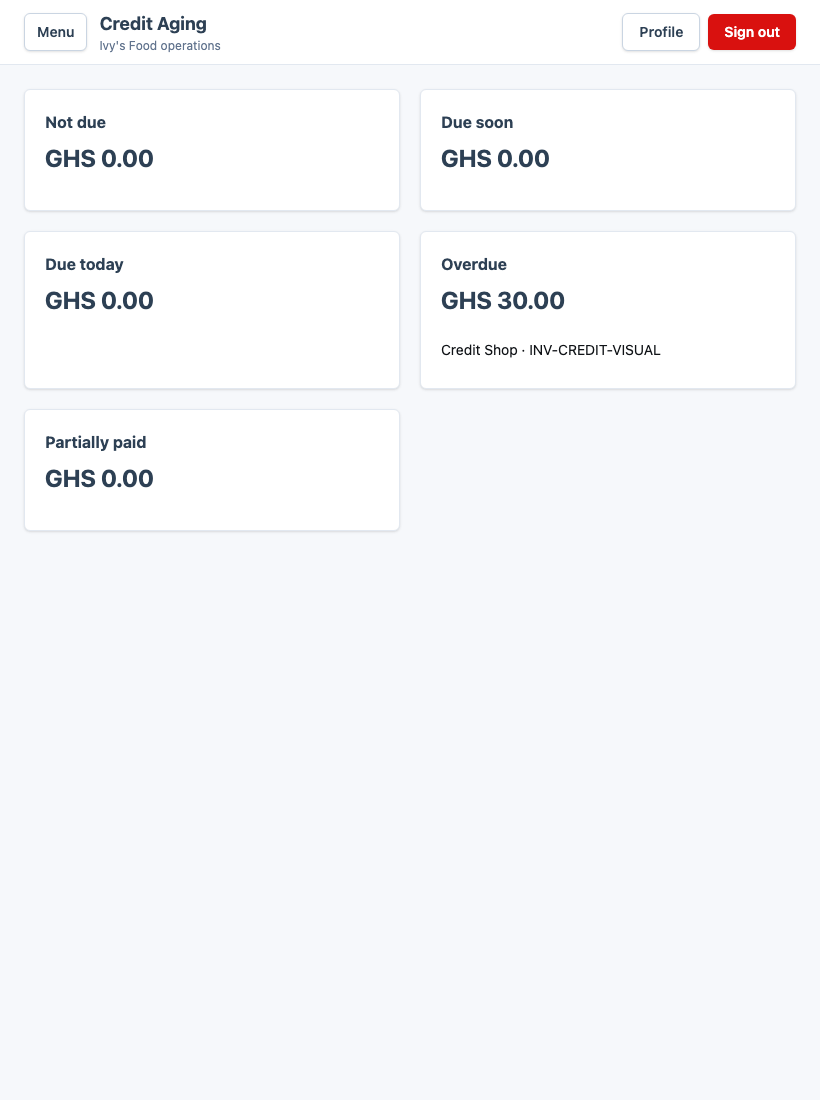 Menu
Credit Aging
Ivy's Food operations
Profile
Sign out
Not due
GHS 0.00
Due soon
GHS 0.00
Due today
GHS 0.00
Overdue
GHS 30.00
Credit Shop · INV-CREDIT-VISUAL
Partially paid
GHS 0.00